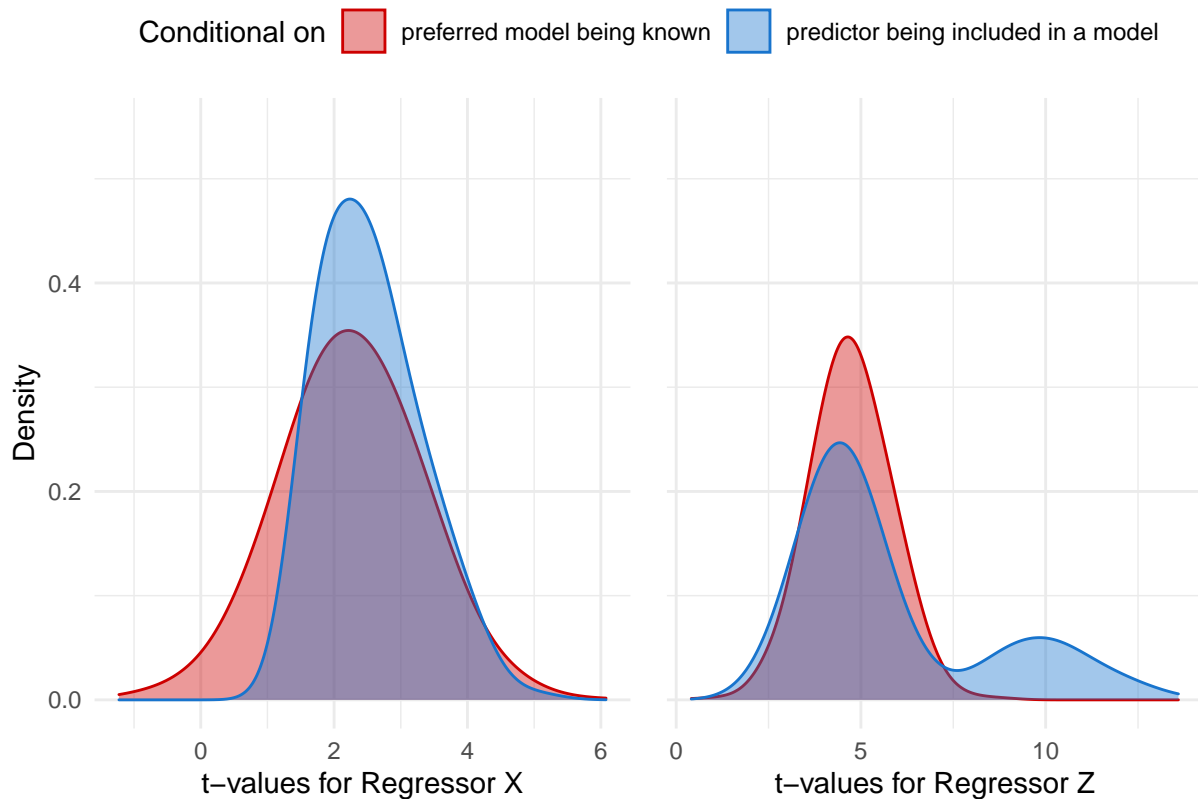 Conditional on preferred model being known predictor being included in a model
Density
0.4
0.2
0.0
0 2 4 6
0 5 10
t−values for Regressor X
t−values for Regressor Z